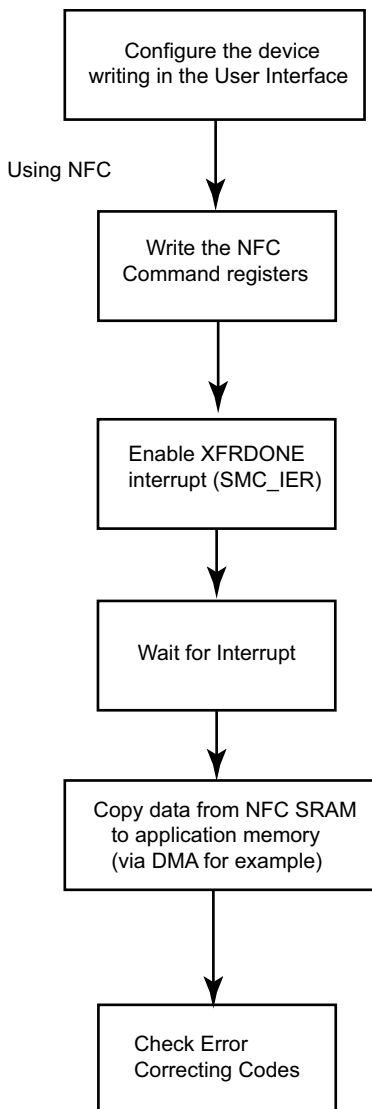 Configure the device
writing in the User Interface
Using NFC
Write the NFC
Command registers
Enable XFRDONE
interrupt (SMC_IER)
Wait for Interrupt
Copy data from NFC SRAM
to application memory
(via DMA for example)
Check Error
Correcting Codes